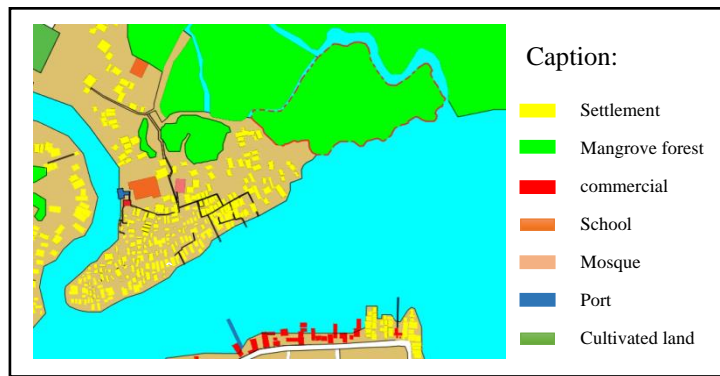 Caption:
Settlement
Mangrove forest
commercial
School
Mosque
Port
Cultivated land